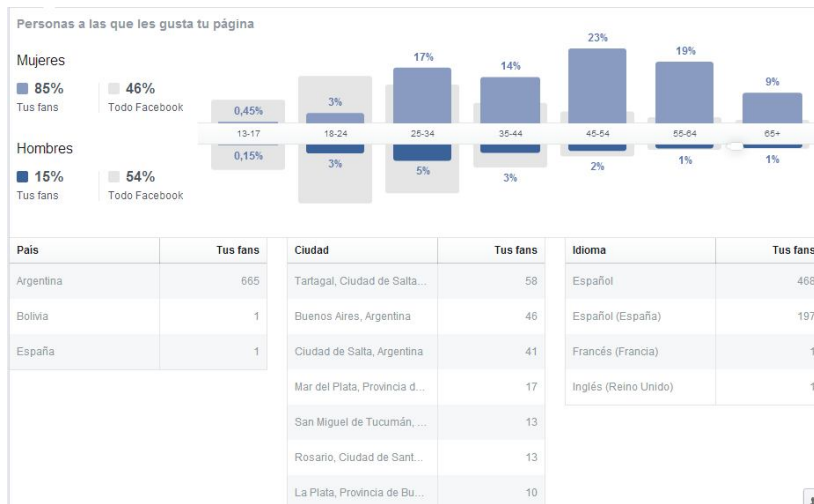 Personas a las que les gusta tu página
Mujeres
85% 46%
Tus fans Todo Facebook
Hombres
15% 54%
Tus fans Todo Facebook
0,45% 3% 17% 14% 23% 19% 9%
13-17 18-24 25-34 35-44 45-54 55-64 65+
0,15% 3% 5% 3% 2% 1% 1%
País Tus fans
Argentina 665
Bolivia 1
España 1
Ciudad Tus fans
Tartagal, Ciudad de Salta...
58
Buenos Aires, Argentina 46
Ciudad de Salta, Argentina 41
Mar del Plata, Provincia d... 17
San Miguel de Tucumán, ... 13
Rosario, Ciudad de Sant... 13
La Plata, Provincia de Bu... 10
Idioma Tus fans
Español 468
Español (España) 197
Francés (Francia) 1
Inglés (Reino Unido) 1